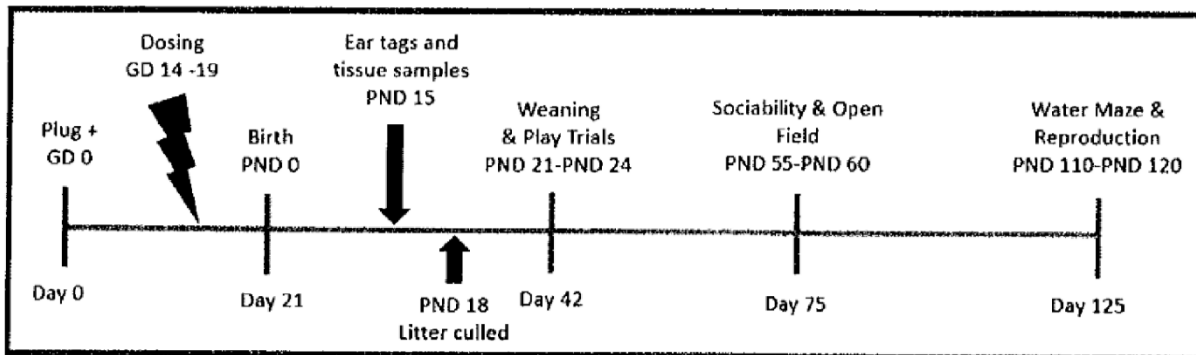 Dosing
GD 14 -19
Ear tags and
tissue samples
PND 15
Plug +
GD 0
Birth
PND 0
Weaning
& Play Trials
PND 21-PND 24
Sociability & Open
Field
PND 55-PND 60
Water Maze &
Reproduction
PND 110-PND 120
Day 0
Day 21
PND 18
Litter culled
Day 42
Day 75
Day 125